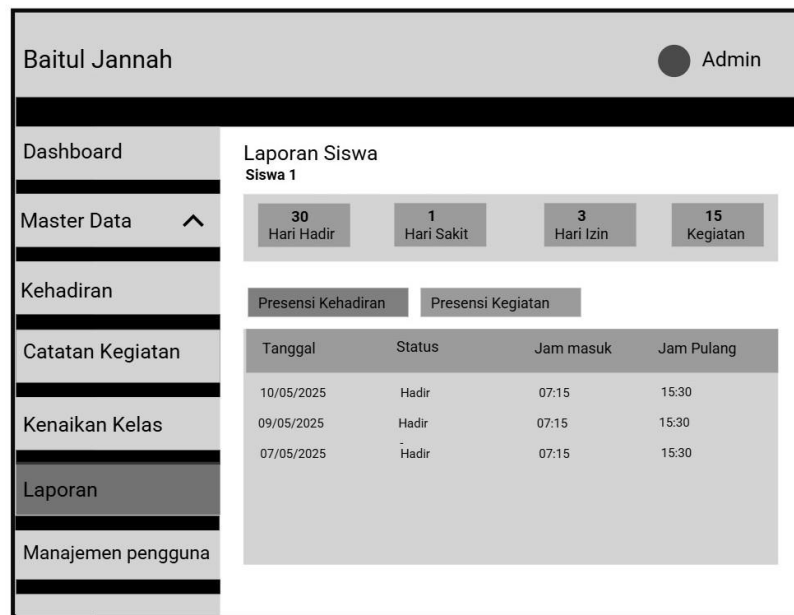 Baitul Jannah
Admin
Dashboard
Master Data
Kehadiran
Catatan Kegiatan
Kenaikan Kelas
Laporan
Manajemen pengguna
Laporan Siswa
Siswa 1
30 1 3 15
Hari Hadir Hari Sakit Hari Izin Kegiatan
Presensi Kehadiran Presensi Kegiatan
Tanggal Status Jam masuk Jam Pulang
10/05/2025 Hadir 07:15 15:30
09/05/2025 Hadir 07:15 15:30
07/05/2025 Hadir 07:15 15:30